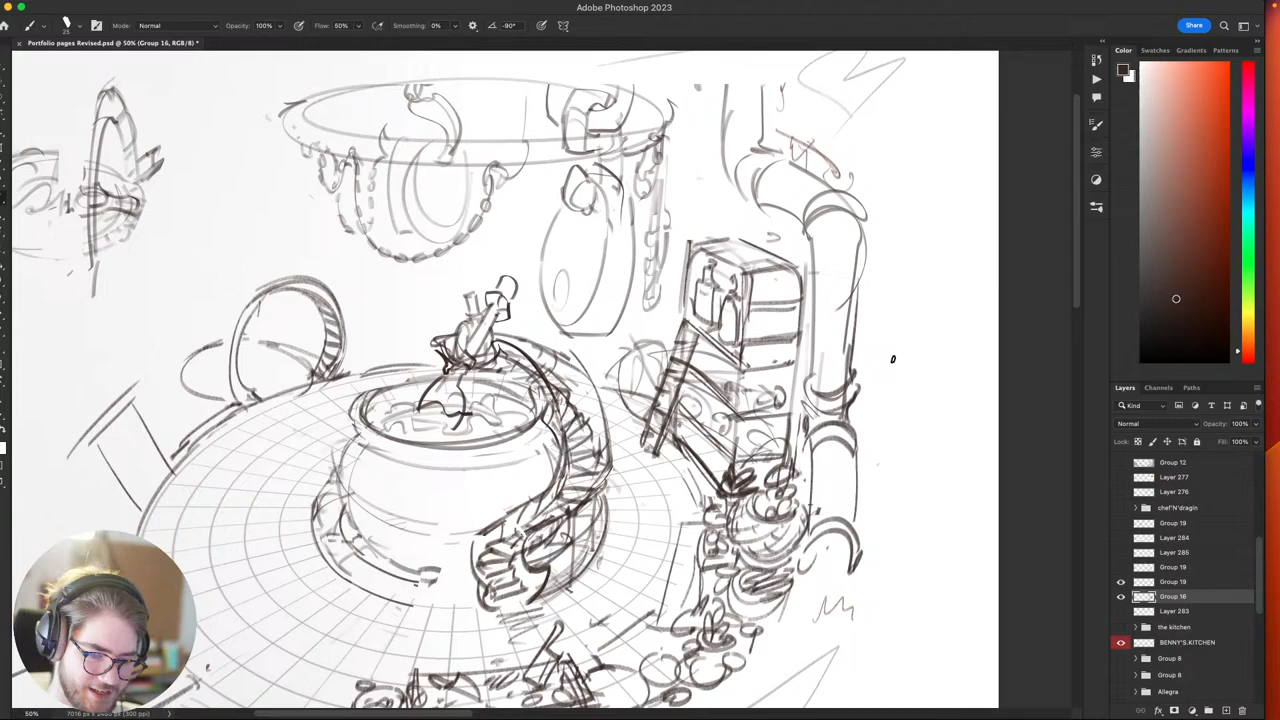 Adobe Photoshop 2023
25
Mode: Normal
Opacity: 100%
Flow: 50%
Smoothing: 0%
-90°
Share
Portfolio pages Revised.psd @ 50% (Group 16, RGB/8) *
Color
Swatches
Gradients
Patterns
Layers
Channels
Paths
Kind
Normal
Opacity: 100%
Lock:
Fill: 100%
Group 12
Layer 277
Layer 276
chef'N'dragin
Group 19
Layer 284
Layer 285
Group 19
Group 19
Group 16
Layer 283
the kitchen
BENNY'S.KITCHEN
Group 8
Group 8
Allegra
fx
50%